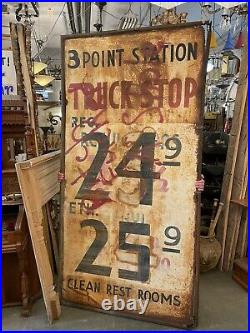 3 POINT STATION
TRUCK STOP
REG.
24 9
ETH.
25 9
CLEAN REST ROOMS